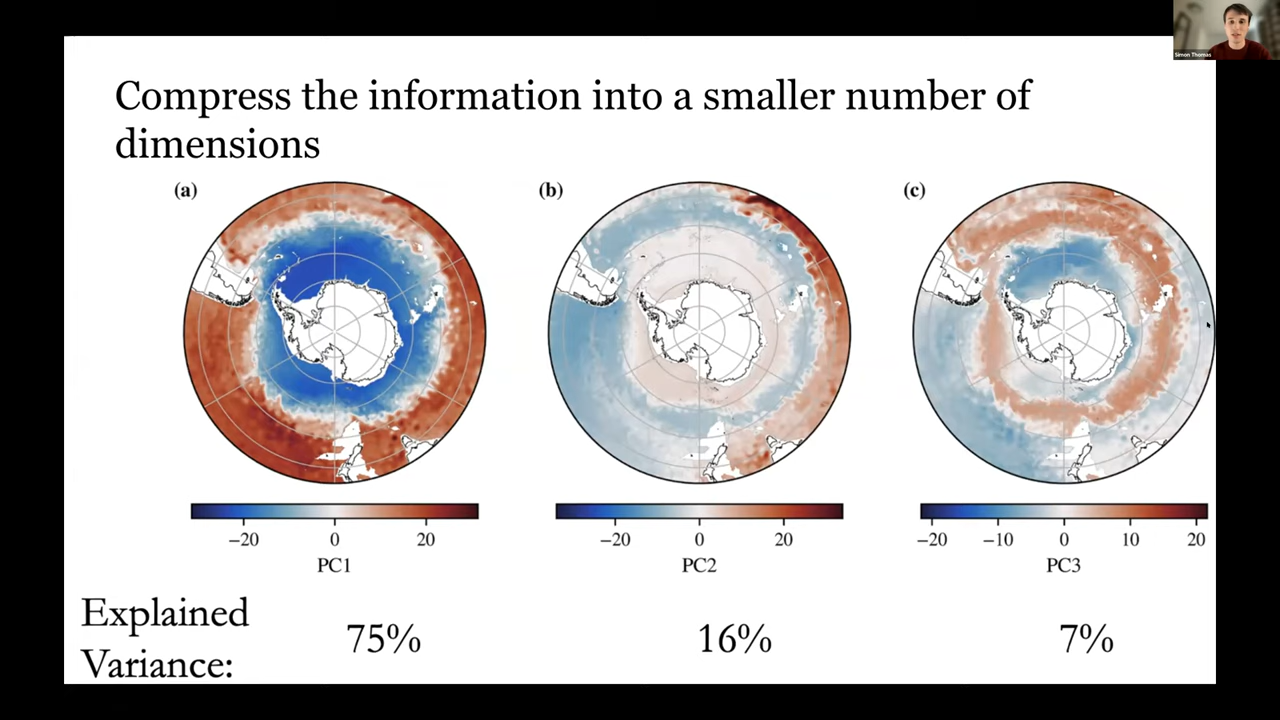 Simon Thomas
Compress the information into a smaller number of
dimensions
(a)
(b)
(c)
−20 0 20
−20 0 20
−20 −10 0 10 20
PC1
PC2
PC3
Explained
Variance:
75%
16%
7%